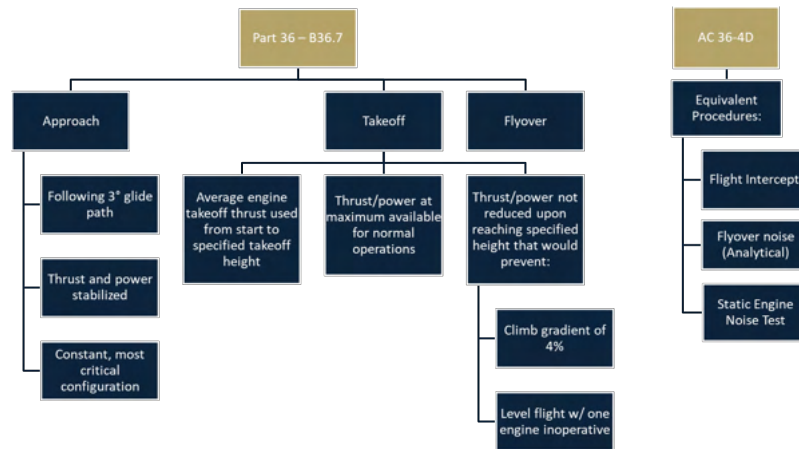 Part 36 – B36.7
AC 36-4D
Approach
Takeoff
Flyover
Equivalent
Procedures:
Following 3° glide
path
Thrust and power
stabilized
Constant, most
critical
configuration
Average engine
takeoff thrust used
from start to
specified takeoff
height
Thrust/power at
maximum available
for normal
operations
Thrust/power not
reduced upon
reaching specified
height that would
prevent:
Climb gradient of
4%
Level flight w/ one
engine inoperative
Flight Intercept
Flyover noise
(Analytical)
Static Engine
Noise Test